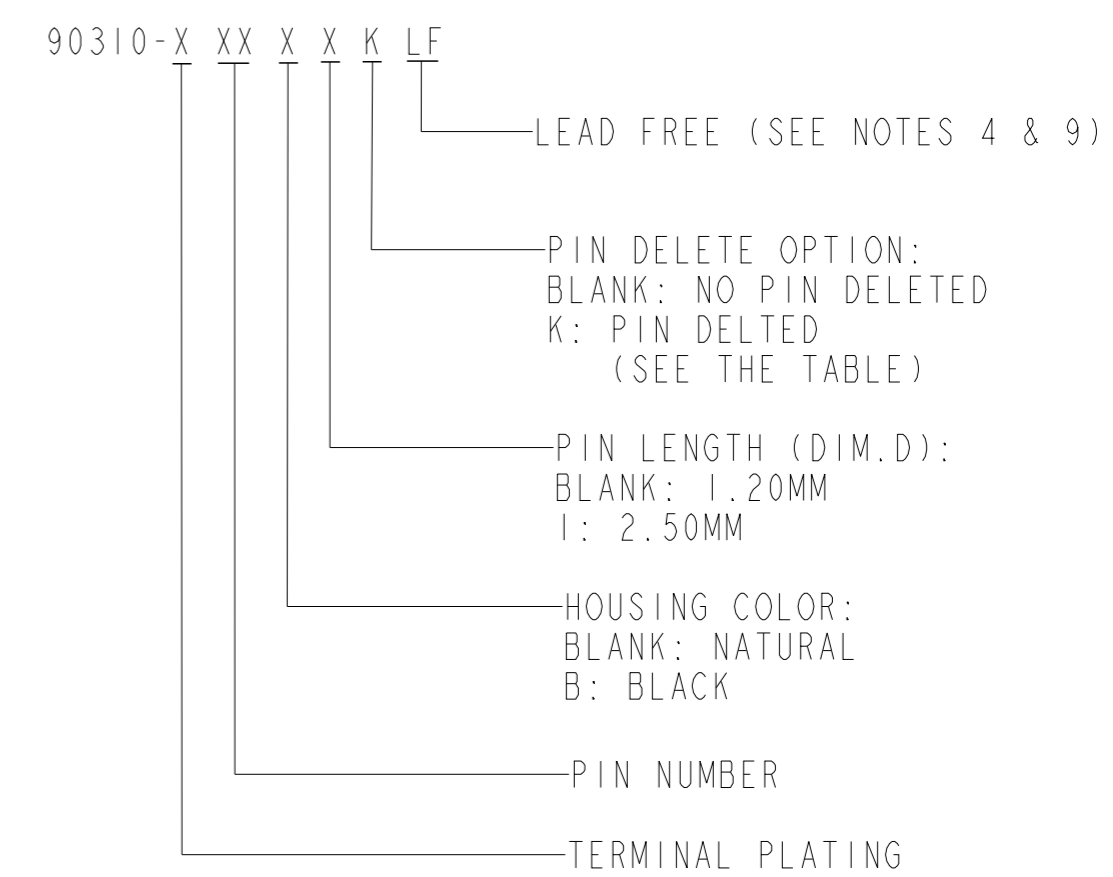 90310-X XX X X K LF
LEAD FREE (SEE NOTES 4 & 9)
PIN DELETE OPTION:
BLANK: NO PIN DELETED
K: PIN DELTED
(SEE THE TABLE)
PIN LENGTH (DIM.D):
BLANK: 1.20MM
1: 2.50MM
HOUSING COLOR:
BLANK: NATURAL
B: BLACK
PIN NUMBER
TERMINAL PLATING